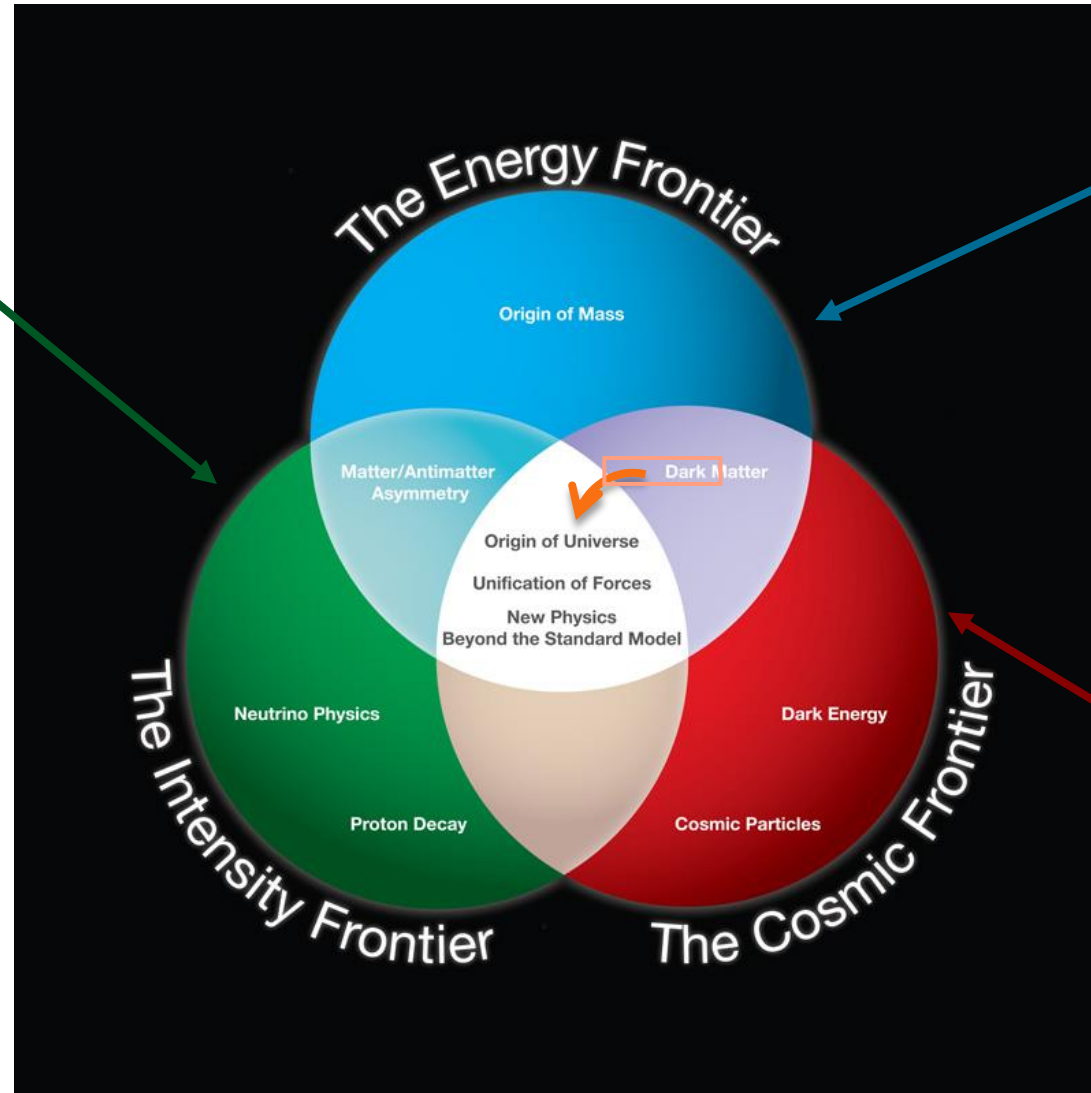 The Energy Frontier
Origin of Mass
Matter/Antimatter
Asymmetry
Dark Matter
Origin of Universe
Unification of Forces
New Physics
Beyond the Standard Model
Neutrino Physics
Dark Energy
Proton Decay
Cosmic Particles
The Intensity Frontier
The Cosmic Frontier